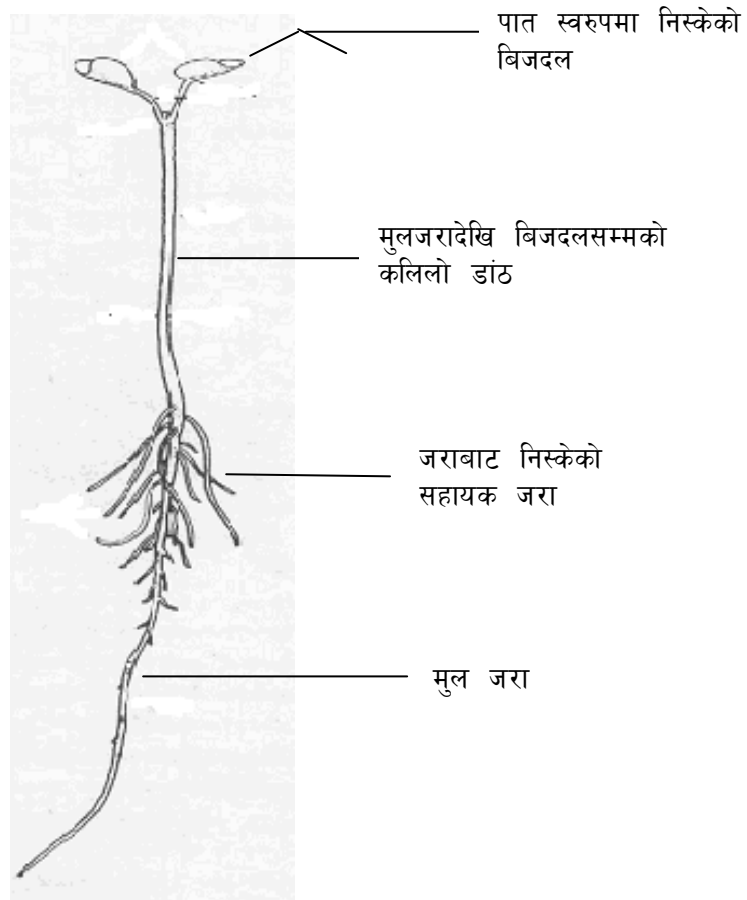 पात स्वरुपमा निस्केको
बिजदल
मुलजरादेखि बिजदलसम्मको
कलिलो डांठ
जराबाट निस्केको
सहायक जरा
मुल जरा